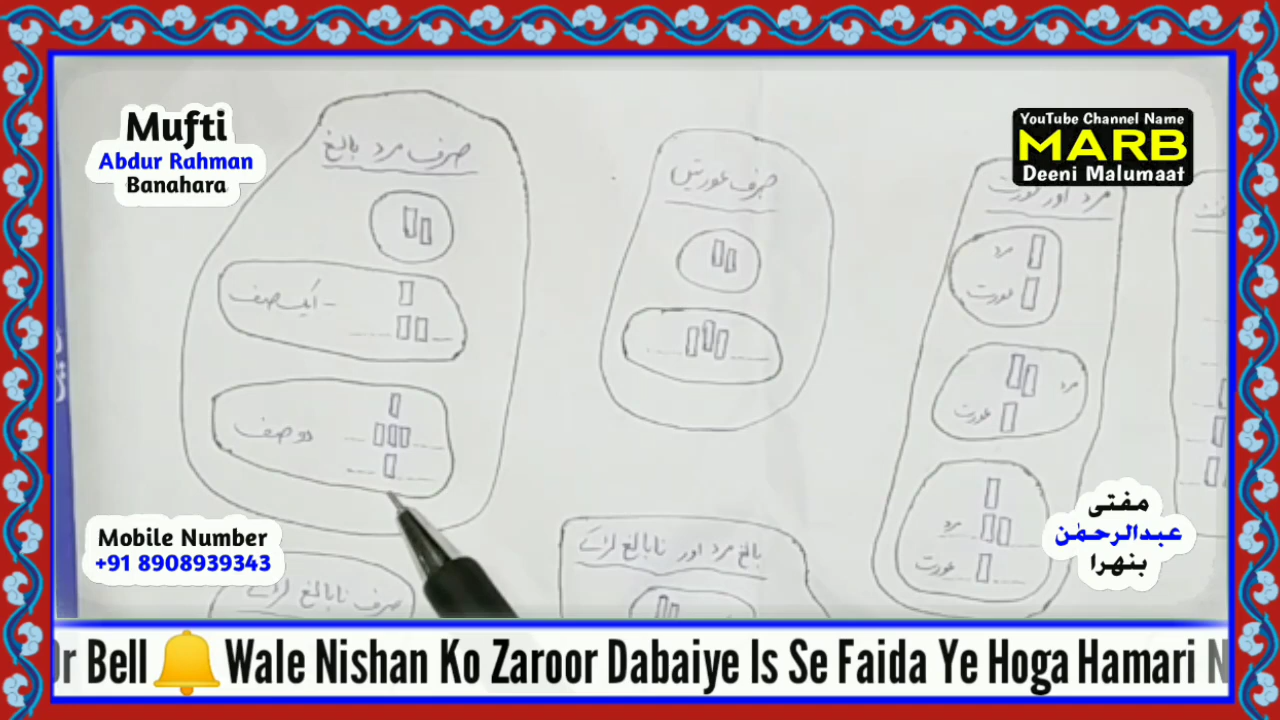 Mufti
Abdur Rahman
Banahara
YouTube Channel Name
MARB
Deeni Malumaat
صرف مرد بالغ
ایک صف
دو صف
صرف عورتیں
مرد اور عورت
مرد
عورت
مرد
عورت
مرد
عورت
صرف نابالغ لڑکے
بالغ مرد اور نابالغ لڑکے
Mobile Number
+91 8908939343
مفتی
عبدالرحمٰن
بنھرا
Bell 🔔 Wale Nishan Ko Zaroor Dabaiye Is Se Faida Ye Hoga Hamari